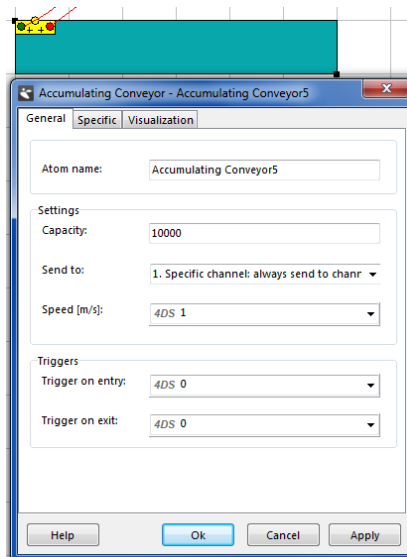 Accumulating Conveyor - Accumulating Conveyor5
General Specific Visualization
Atom name: Accumulating Conveyor5
Settings
Capacity: 10000
Send to: 1. Specific channel: always send to chanr
Speed [m/s]: 4DS 1
Triggers
Trigger on entry: 4DS 0
Trigger on exit: 4DS 0
Help Ok Cancel Apply